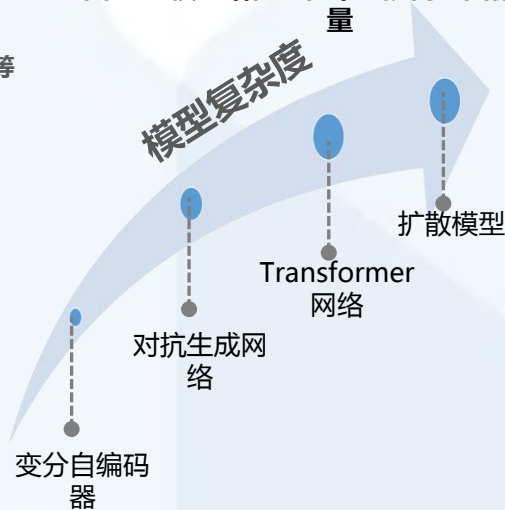 量
等
模型复杂度
扩散模型
Transformer
网络
对抗生成网
络
变分自编码
器